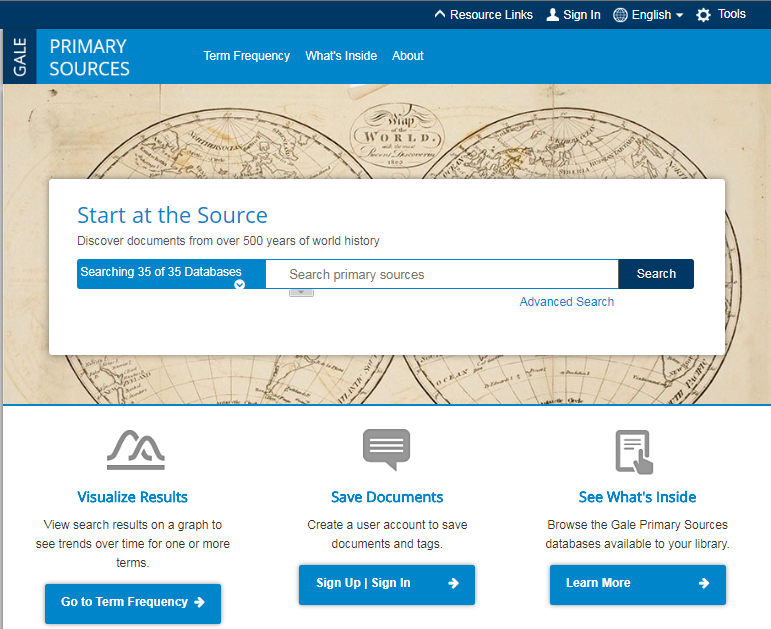 Resource Links Sign In English Tools
GALE
PRIMARY
SOURCES
Term Frequency What's Inside About
Map
of the
WORLD.
with the most
Recent Discoveries
Start at the Source
Discover documents from over 500 years of world history
Searching 35 of 35 Databases Search primary sources Search
Advanced Search
Visualize Results
View search results on a graph to
see trends over time for one or more
terms.
Go to Term Frequency
Save Documents
Create a user account to save
documents and tags.
Sign Up | Sign In
See What's Inside
Browse the Gale Primary Sources
databases available to your library.
Learn More